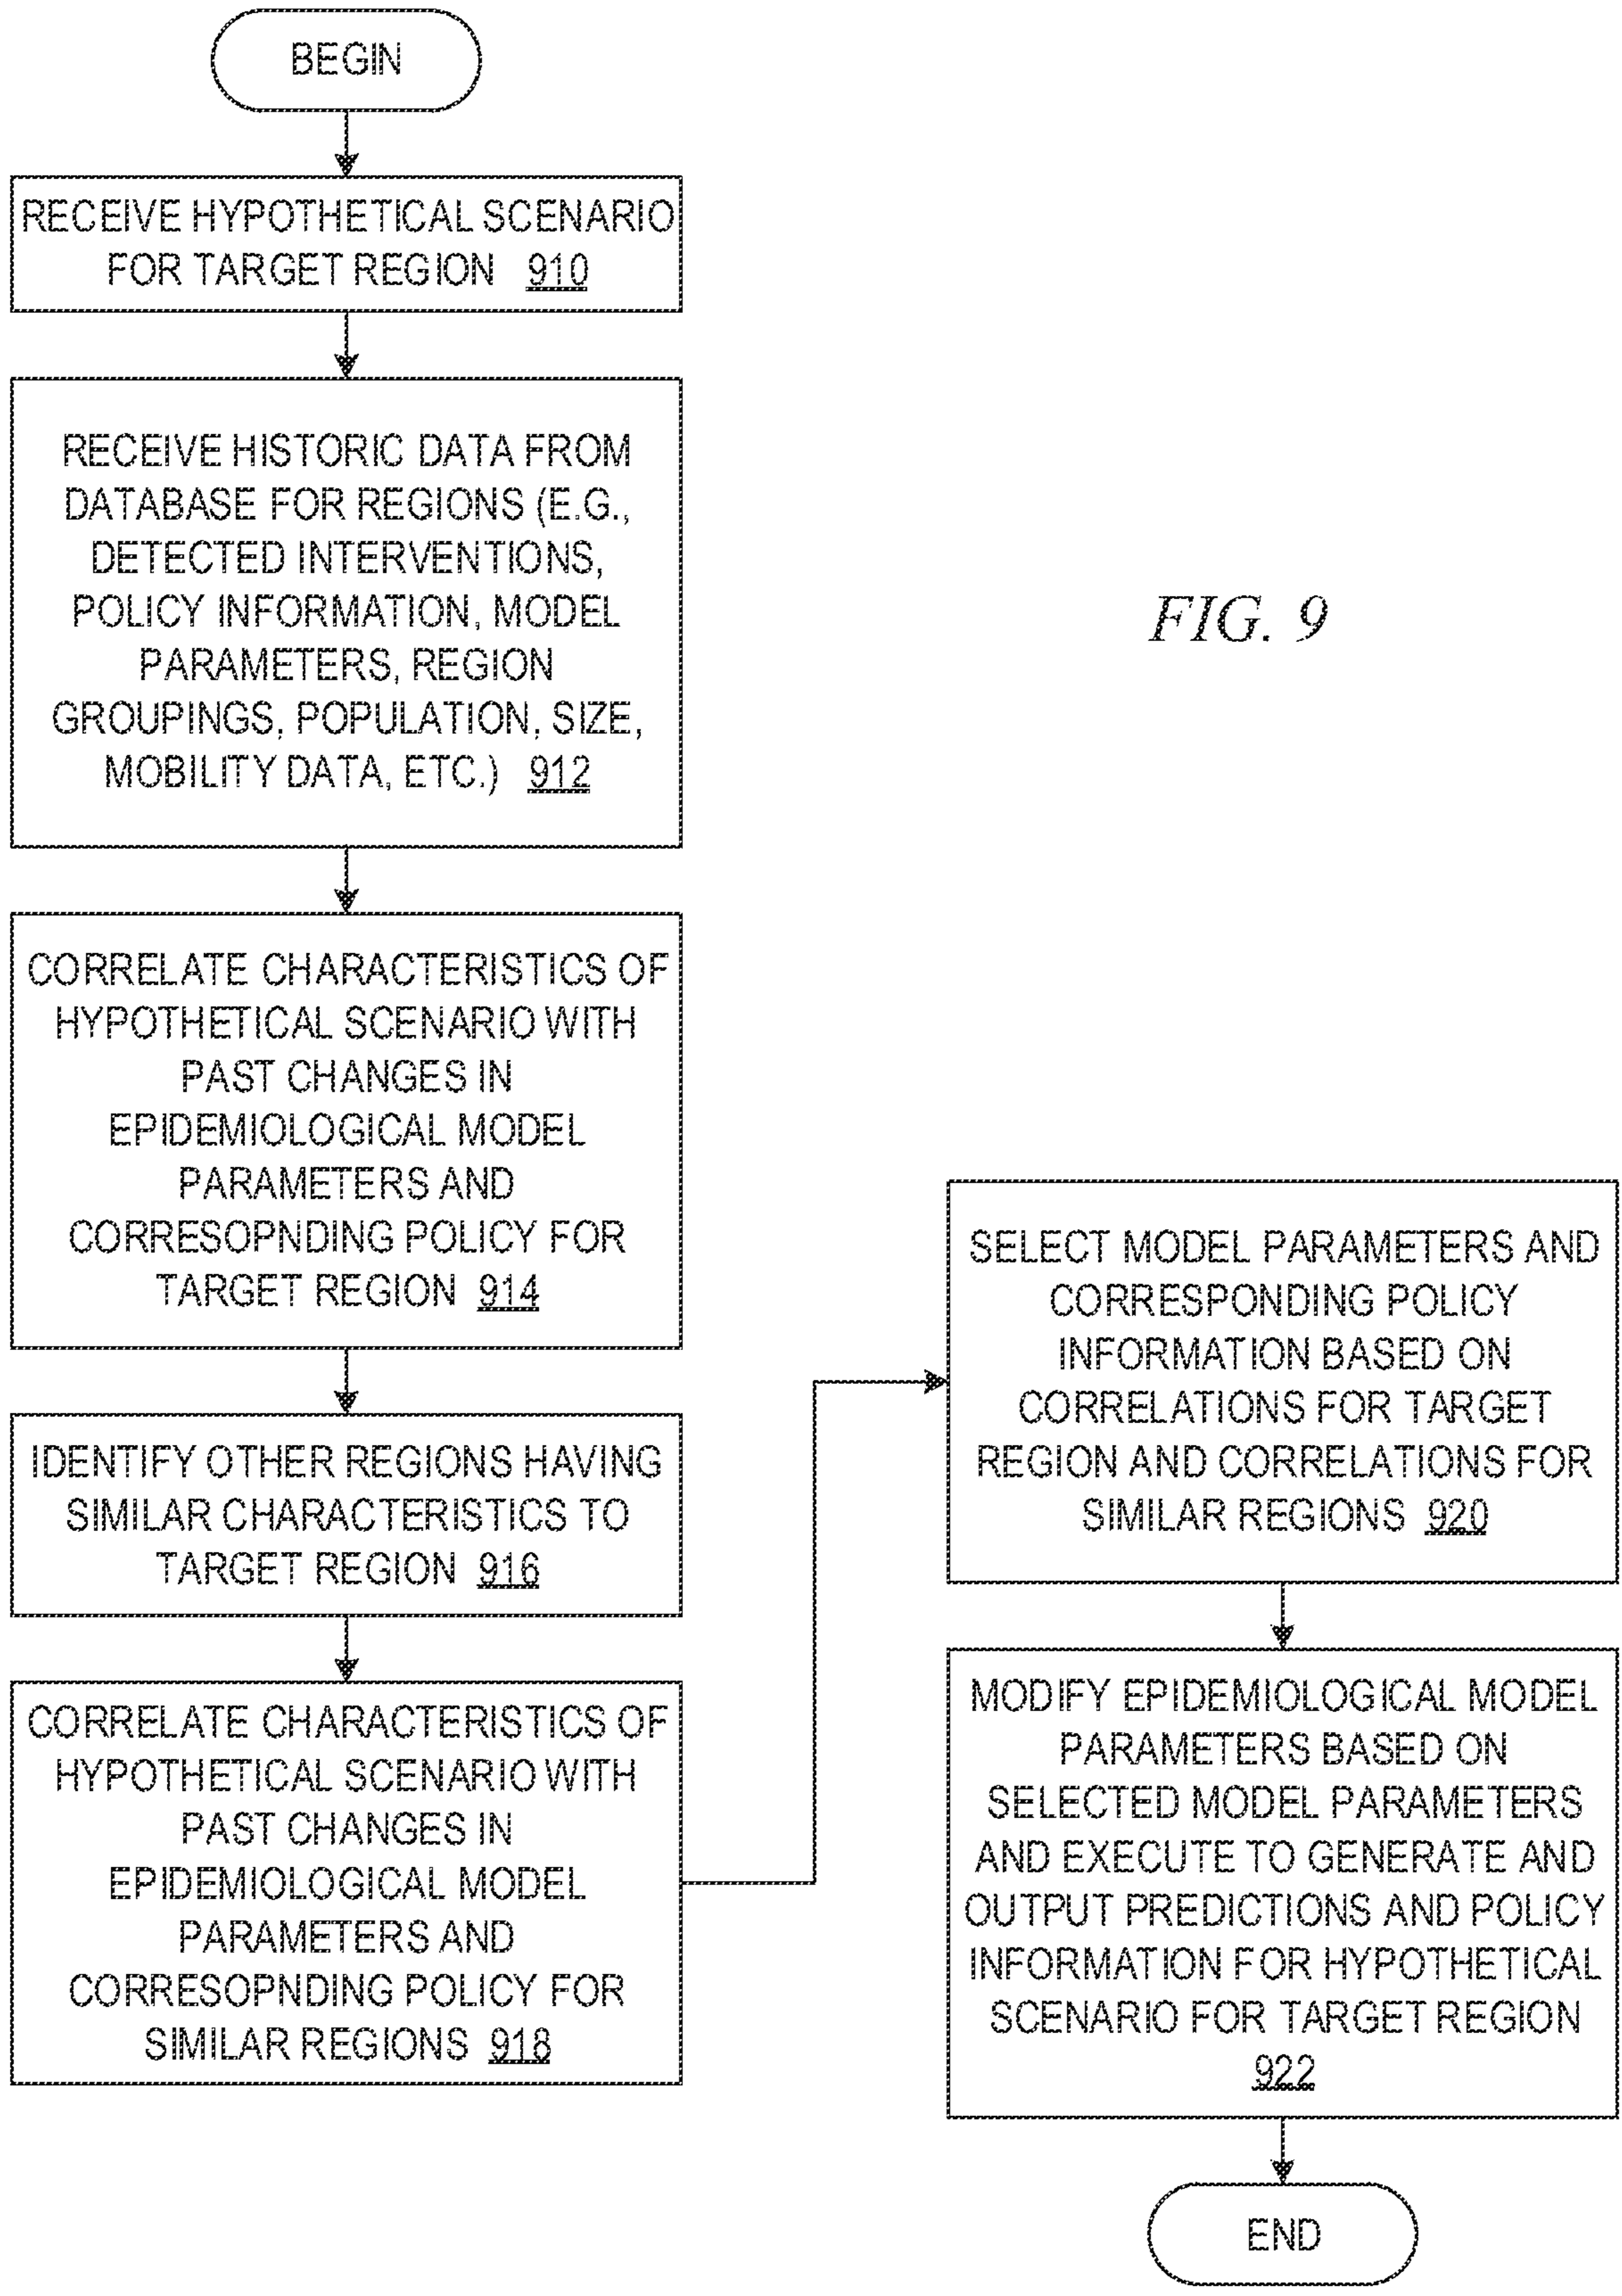 BEGIN
RECEIVE HYPOTHETICAL SCENARIO
FOR TARGET REGION 910
RECEIVE HISTORIC DATA FROM
DATABASE FOR REGIONS (E.G.,
DETECTED INTERVENTIONS,
POLICY INFORMATION, MODEL
PARAMETERS, REGION
GROUPINGS, POPULATION, SIZE,
MOBILITY DATA, ETC.) 912
CORRELATE CHARACTERISTICS OF
HYPOTHETICAL SCENARIO WITH
PAST CHANGES IN
EPIDEMIOLOGICAL MODEL
PARAMETERS AND
CORRESOPNDING POLICY FOR
TARGET REGION 914
IDENTIFY OTHER REGIONS HAVING
SIMILAR CHARACTERISTICS TO
TARGET REGION 916
CORRELATE CHARACTERISTICS OF
HYPOTHETICAL SCENARIO WITH
PAST CHANGES IN
EPIDEMIOLOGICAL MODEL
PARAMETERS AND
CORRESOPNDING POLICY FOR
SIMILAR REGIONS 918
FIG. 9
SELECT MODEL PARAMETERS AND
CORRESPONDING POLICY
INFORMATION BASED ON
CORRELATIONS FOR TARGET
REGION AND CORRELATIONS FOR
SIMILAR REGIONS 920
MODIFY EPIDEMIOLOGICAL MODEL
PARAMETERS BASED ON
SELECTED MODEL PARAMETERS
AND EXECUTE TO GENERATE AND
OUTPUT PREDICTIONS AND POLICY
INFORMATION FOR HYPOTHETICAL
SCENARIO FOR TARGET REGION
922
END